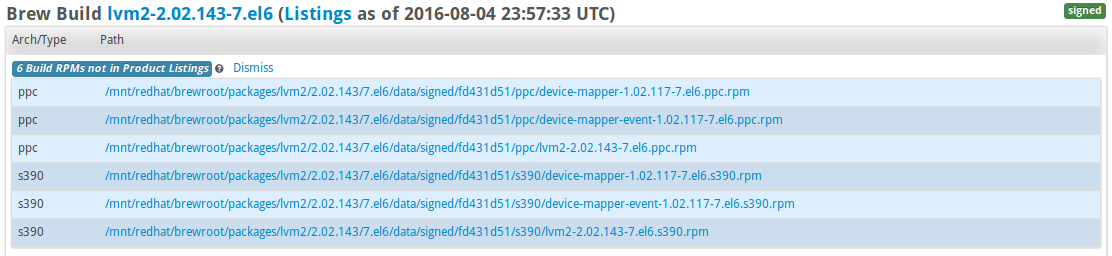 Brew Build lvm2-2.02.143-7.el6 (Listings as of 2016-08-04 23:57:33 UTC) signed
Arch/Type Path
6 Build RPMs not in Product Listings ? Dismiss
ppc /mnt/redhat/brewroot/packages/lvm2/2.02.143/7.el6/data/signed/fd431d51/ppc/device-mapper-1.02.117-7.el6.ppc.rpm
ppc /mnt/redhat/brewroot/packages/lvm2/2.02.143/7.el6/data/signed/fd431d51/ppc/device-mapper-event-1.02.117-7.el6.ppc.rpm
ppc /mnt/redhat/brewroot/packages/lvm2/2.02.143/7.el6/data/signed/fd431d51/ppc/lvm2-2.02.143-7.el6.ppc.rpm
s390 /mnt/redhat/brewroot/packages/lvm2/2.02.143/7.el6/data/signed/fd431d51/s390/device-mapper-1.02.117-7.el6.s390.rpm
s390 /mnt/redhat/brewroot/packages/lvm2/2.02.143/7.el6/data/signed/fd431d51/s390/device-mapper-event-1.02.117-7.el6.s390.rpm
s390 /mnt/redhat/brewroot/packages/lvm2/2.02.143/7.el6/data/signed/fd431d51/s390/lvm2-2.02.143-7.el6.s390.rpm